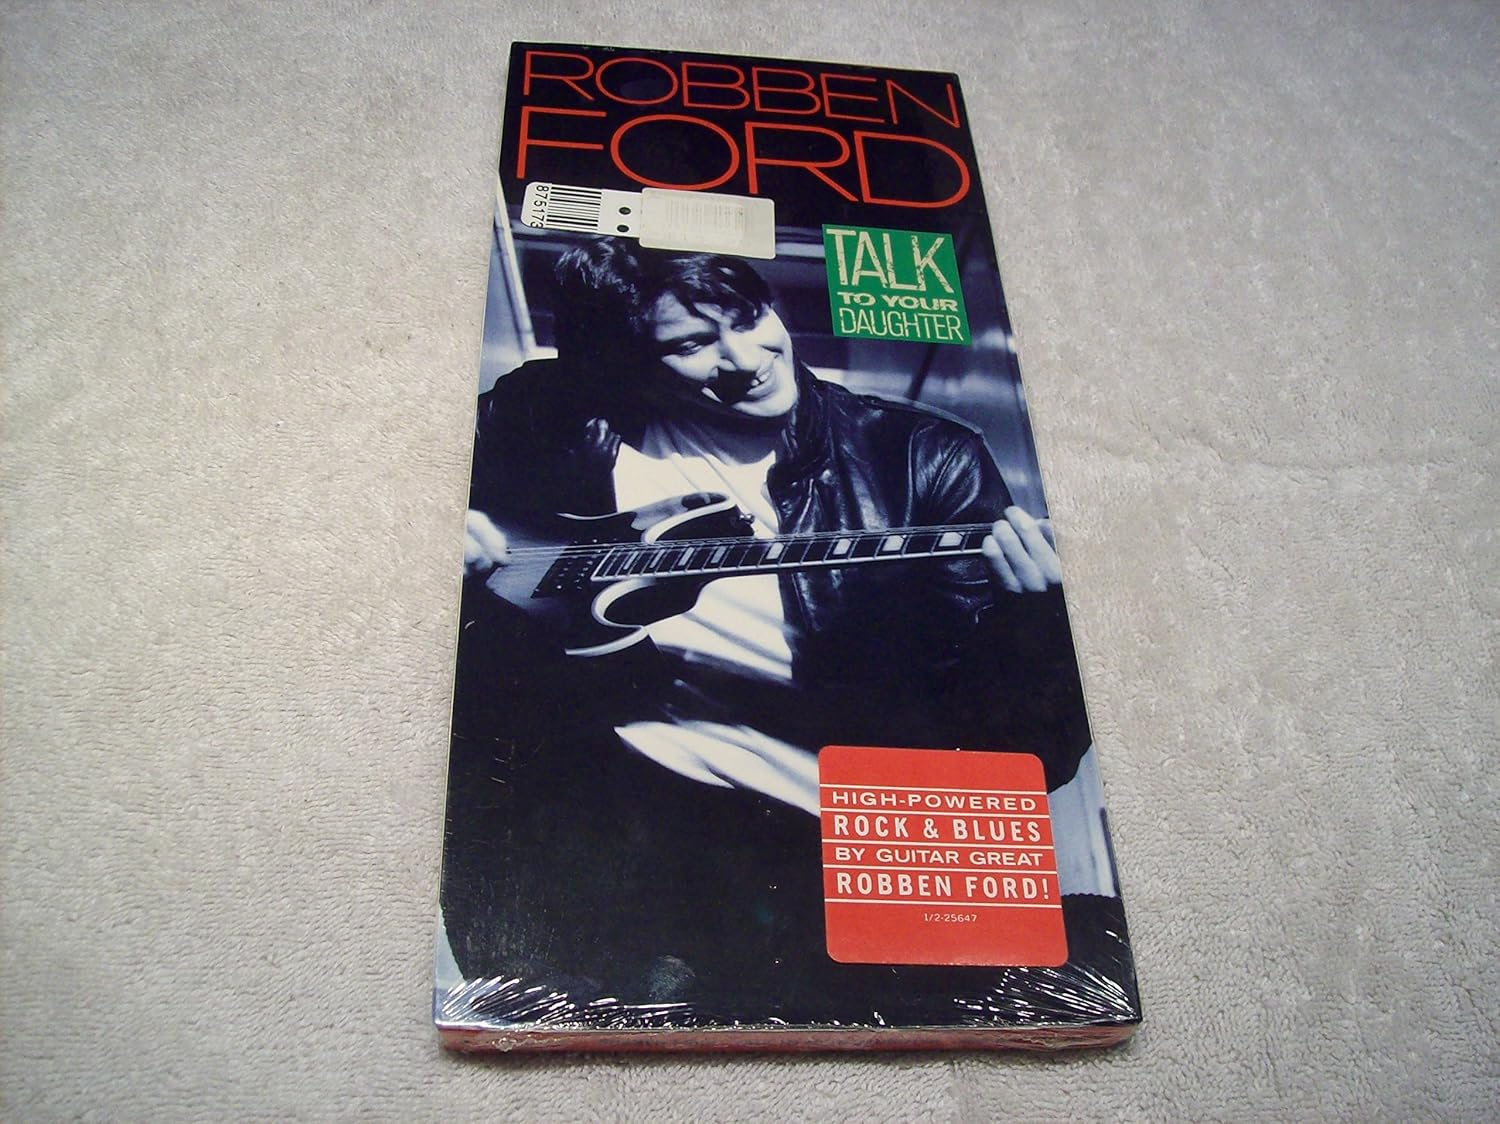 ROBBEN
FORD
875173
TALK
TO YOUR
DAUGHTER
HIGH-POWERED
ROCK & BLUES
BY GUITAR GREAT
ROBBEN FORD!
1/2-25647